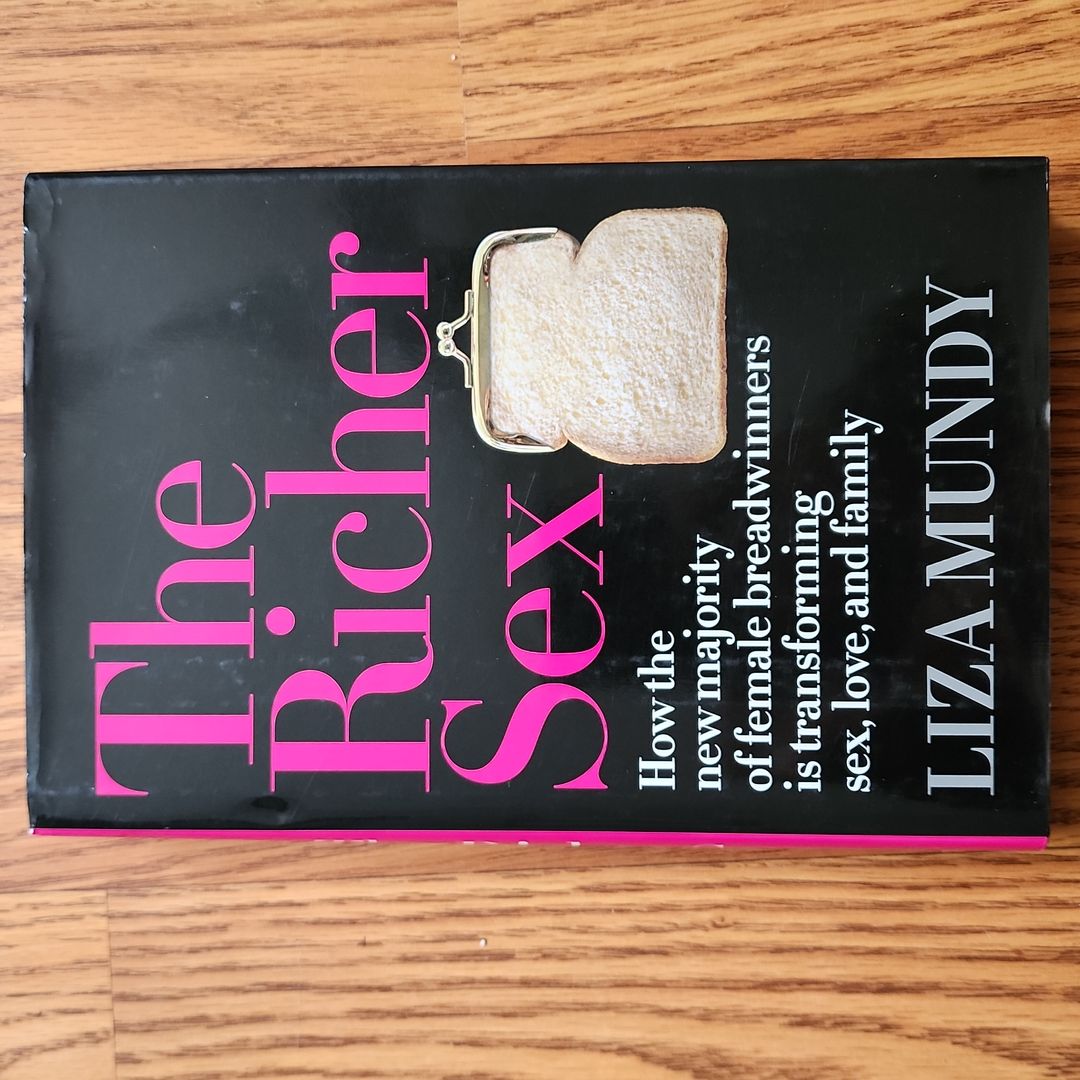 The
Richer
Sex
How the
new majority
of female breadwinners
is transforming
sex, love, and family
LIZA MUNDY